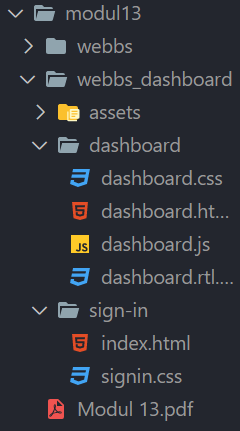 modul13
webbs
webbs_dashboard
assets
dashboard
dashboard.css
dashboard.ht...
JS dashboard.js
dashboard.rtl....
sign-in
index.html
signin.css
Modul 13.pdf